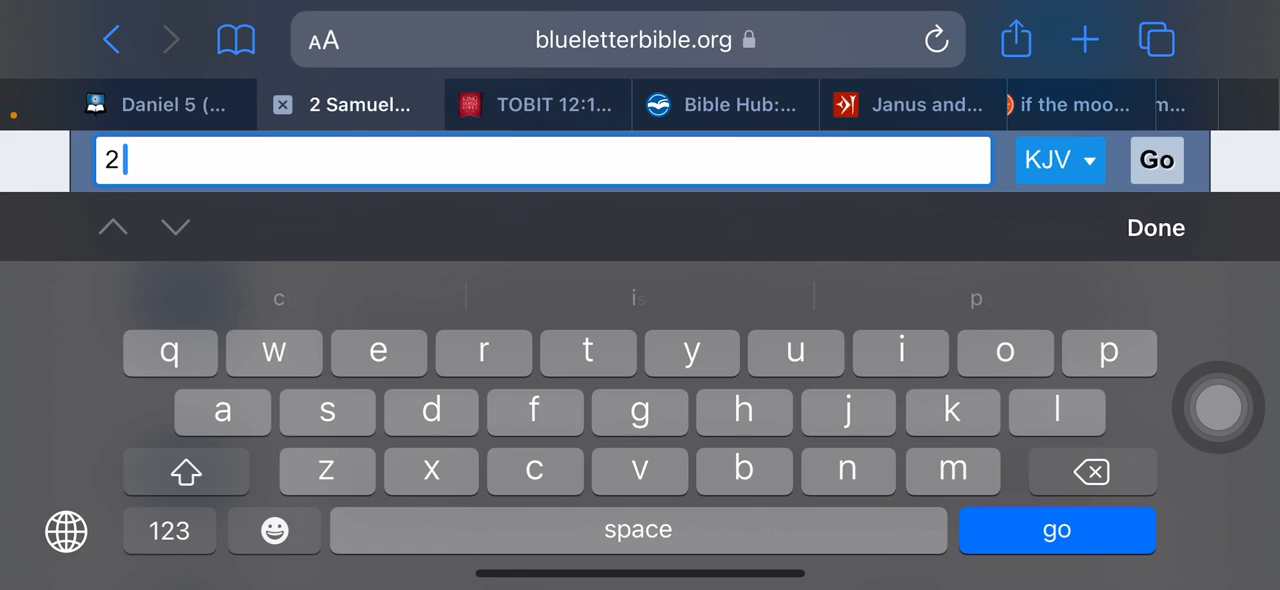 AA blueletterbible.org
Daniel 5 (... 2 Samuel... TOBIT 12:1... Bible Hub:... Janus and... if the moo... m...
2 KJV Go
Done
c is p
q w e r t y u i o p
a s d f g h j k l
z x c v b n m
123 space go